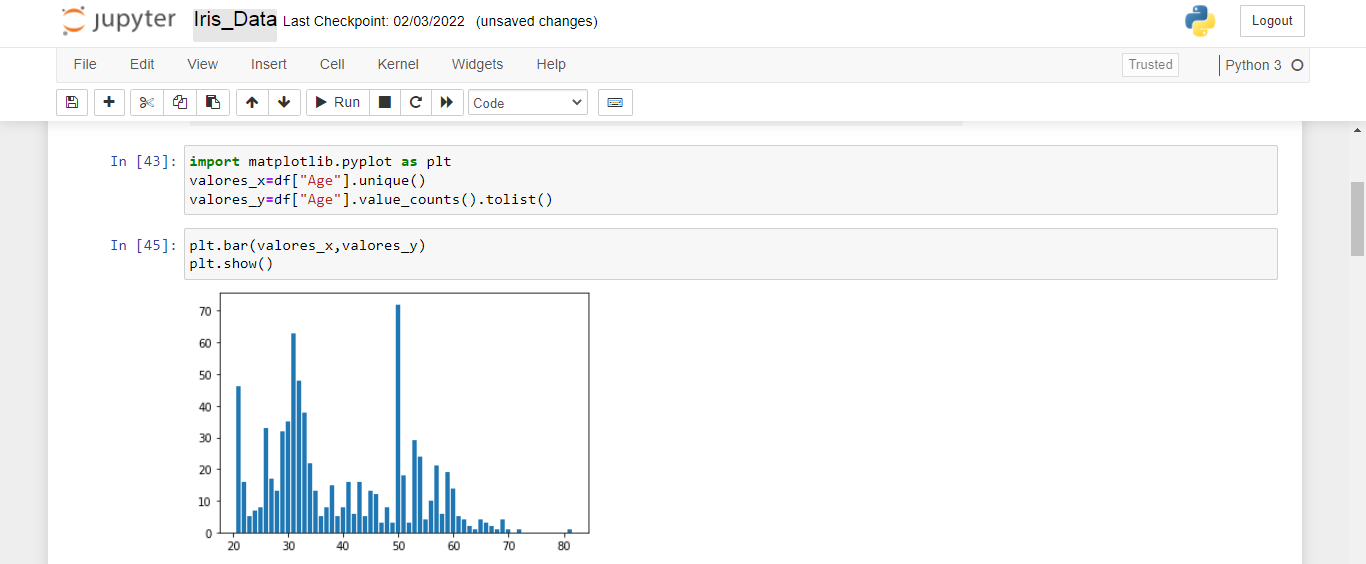 jupyter Iris_Data Last Checkpoint: 02/03/2022 (unsaved changes) Logout
File Edit View Insert Cell Kernel Widgets Help Trusted Python 3
Run Code
In [43]: import matplotlib.pyplot as plt
valores_x=df["Age"].unique()
valores_y=df["Age"].value_counts().tolist()
In [45]: plt.bar(valores_x,valores_y)
plt.show()
70
60
50
40
30
20
10
0
20 30 40 50 60 70 80